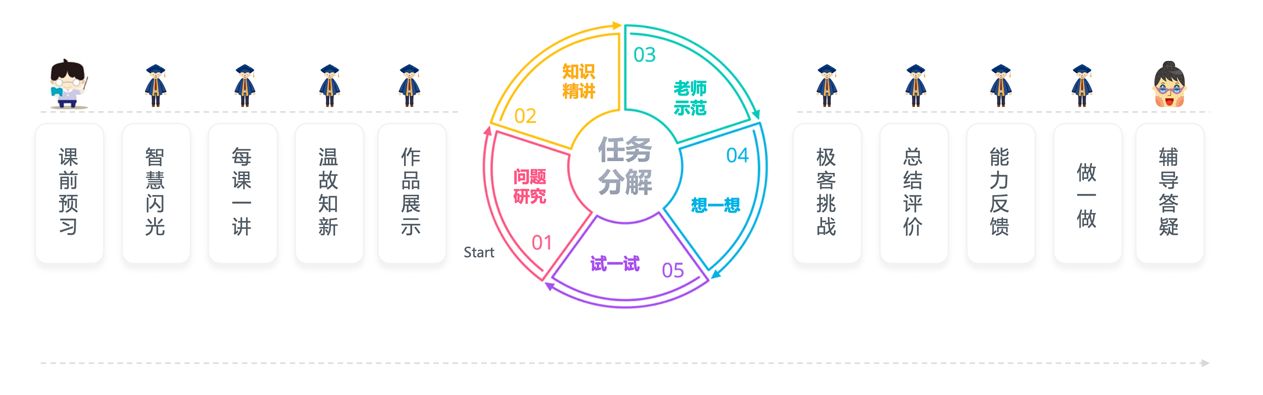 课前预习
智慧闪光
每课一讲
温故知新
作品展示
Start
任务
分解
01
问题
研究
02
知识
精讲
03
老师
示范
04
想一想
05
试一试
极客挑战
总结评价
能力反馈
做一做
辅导答疑